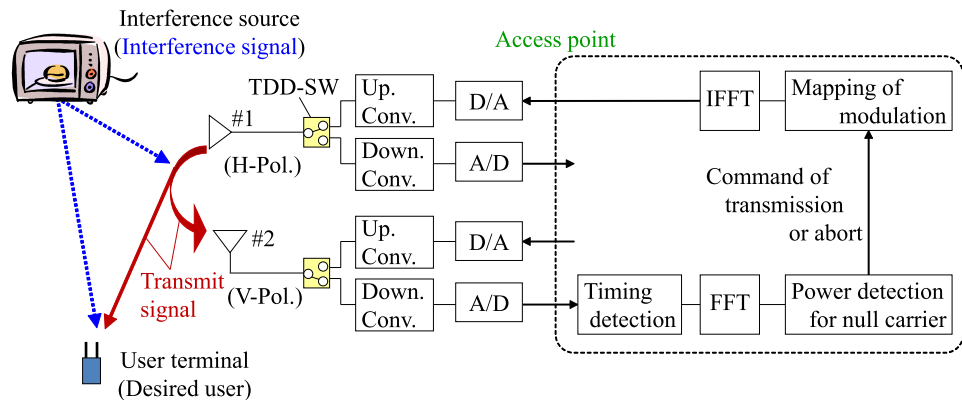 Interference source
(Interference signal)
Access point
TDD-SW
Up.
Conv.
D/A
IFFT
Mapping of
modulation
#1
(H-Pol.)
Down.
Conv.
A/D
Command of
transmission
or abort
#2
(V-Pol.)
Up.
Conv.
D/A
Transmit
signal
Down.
Conv.
A/D
Timing
detection
FFT
Power detection
for null carrier
User terminal
(Desired user)